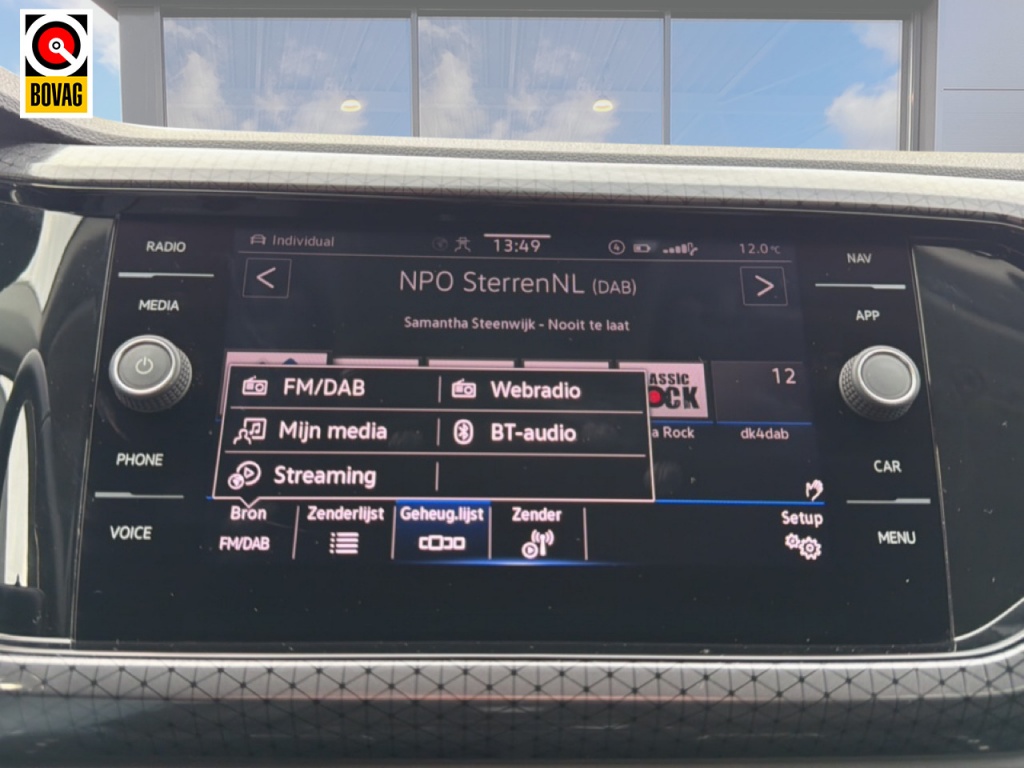 BOVAG
RADIO
MEDIA
PHONE
VOICE
Individual
13:49
4
12.0°C
NPO SterrenNL (DAB)
Samantha Steenwijk - Nooit te laat
FM/DAB
Webradio
Mijn media
BT-audio
Streaming
12
a Rock
dk4dab
Bron
FM/DAB
Zenderlijst
Geheug.lijst
Zender
Setup
NAV
APP
CAR
MENU